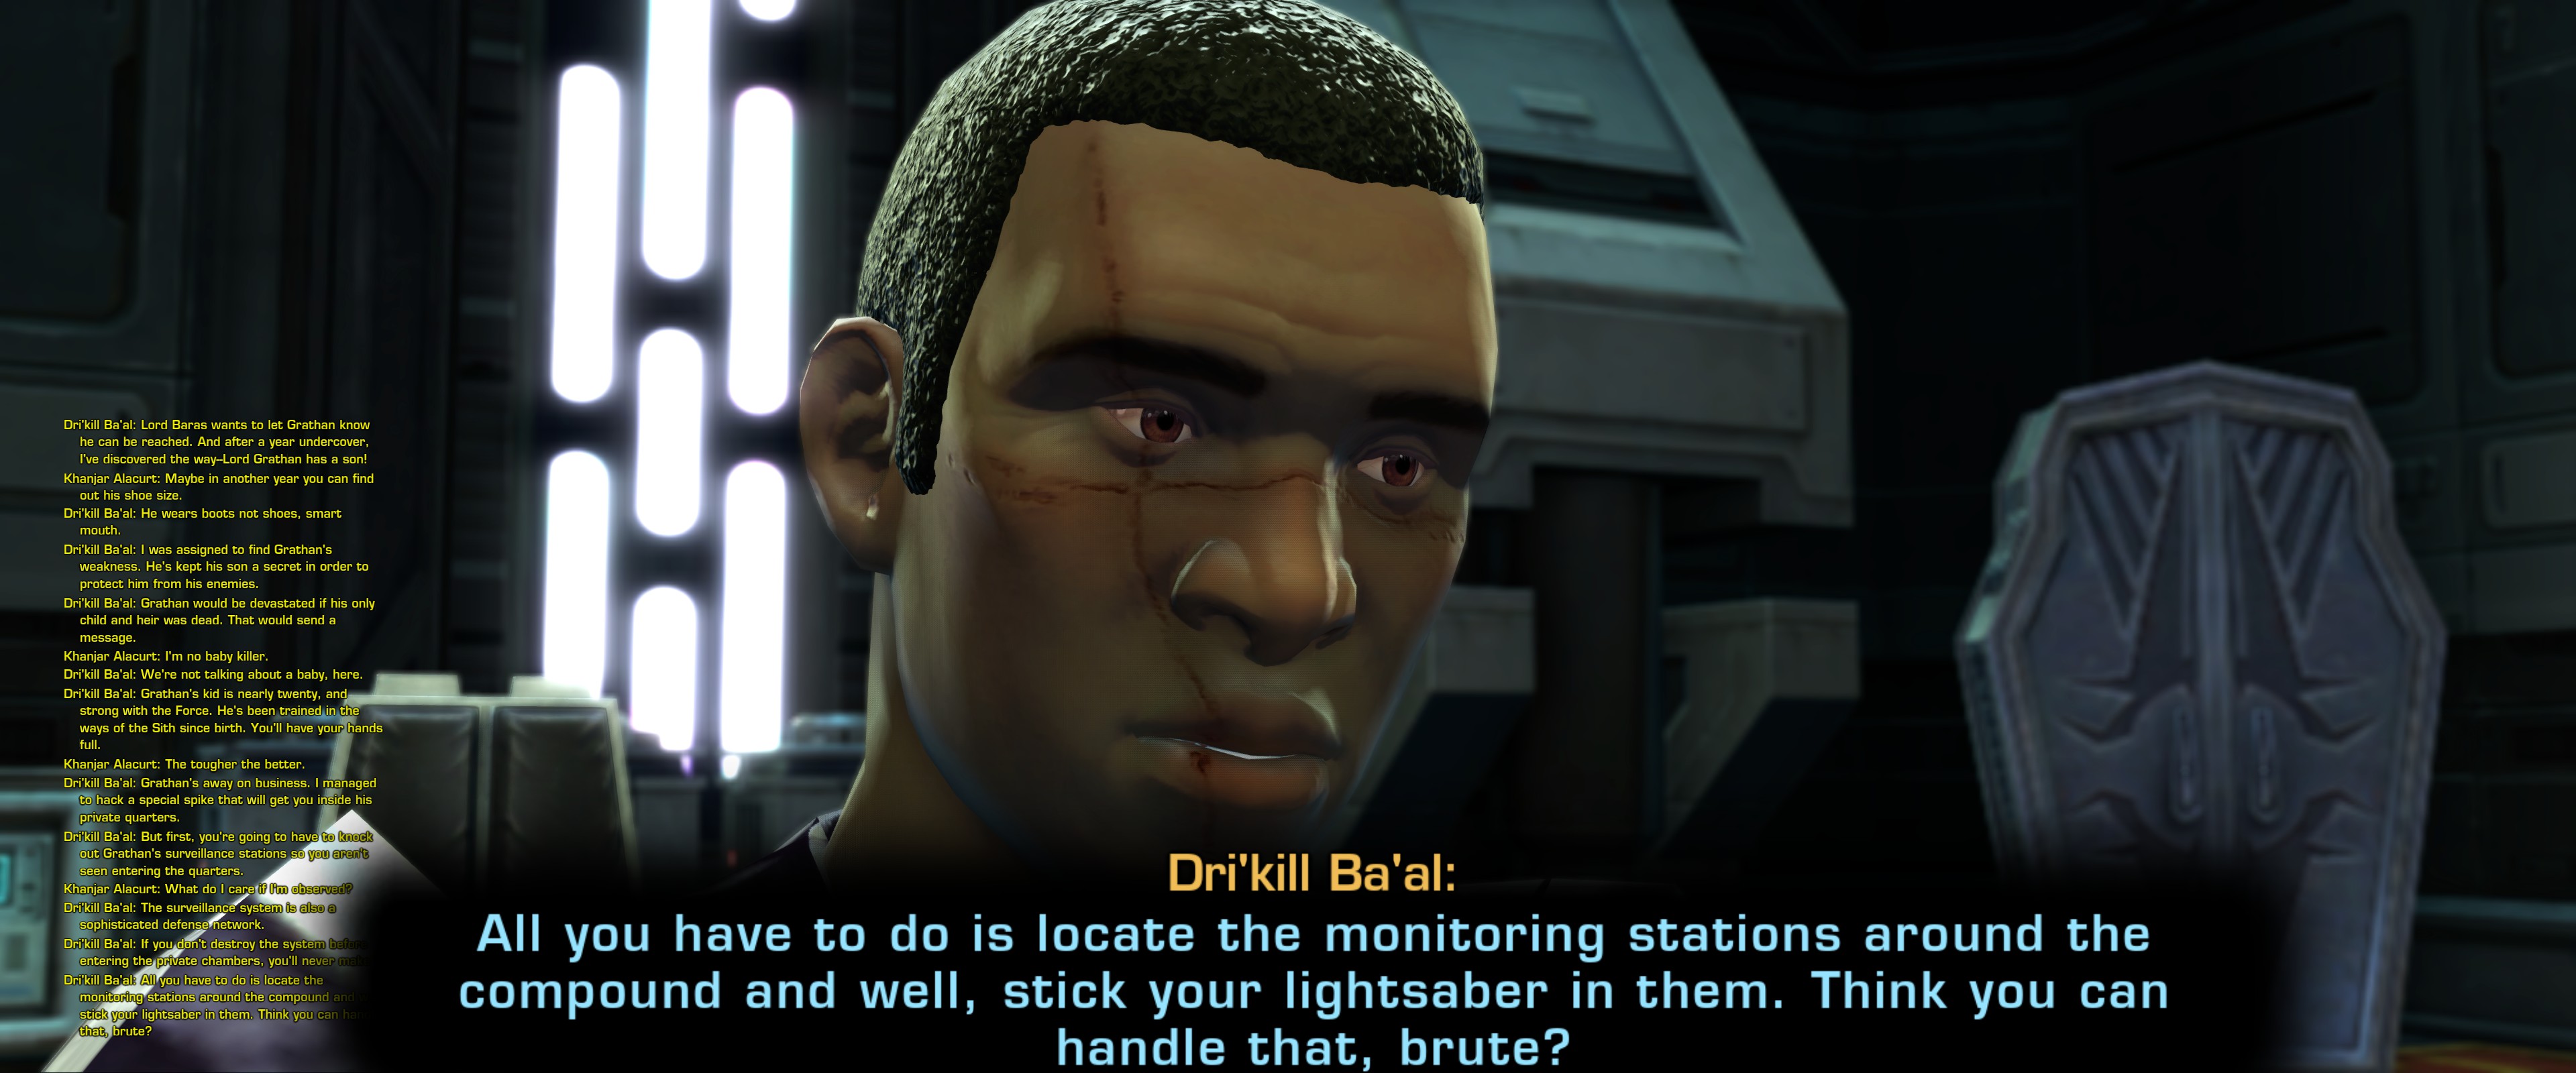 Dri'kill Ba'al: Lord Baras wants to let Grathan know
he can be reached. And after a year undercover,
I've discovered the way–Lord Grathan has a son!
Khanjar Alacurt: Maybe in another year you can find
out his shoe size.
Dri'kill Ba'al: He wears boots not shoes, smart
mouth.
Dri'kill Ba'al: I was assigned to find Grathan's
weakness. He's kept his son a secret in order to
protect him from his enemies.
Dri'kill Ba'al: Grathan would be devastated if his only
child and heir was dead. That would send a
message.
Khanjar Alacurt: I'm no baby killer.
Dri'kill Ba'al: We're not talking about a baby, here.
Dri'kill Ba'al: Grathan's kid is nearly twenty, and
strong with the Force. He's been trained in the
ways of the Sith since birth. You'll have your hands
full.
Khanjar Alacurt: The tougher the better.
Dri'kill Ba'al: Grathan's away on business. I managed
to hack a special spike that will get you inside his
private quarters.
Dri'kill Ba'al: But first, you're going to have to knock
out Grathan's surveillance stations so you aren't
seen entering the quarters.
Khanjar Alacurt: What do I care if I'm observed?
Dri'kill Ba'al: The surveillance system is also a
sophisticated defense network.
Dri'kill Ba'al: If you don't destroy the system before
entering the private chambers, you'll never
Dri'kill Ba'al: All you have to do is locate the
monitoring stations around the compound and
stick your lightsaber in them. Think you can
that, brute?
Dri'kill Ba'al:
All you have to do is locate the monitoring stations around the
compound and well, stick your lightsaber in them. Think you can
handle that, brute?